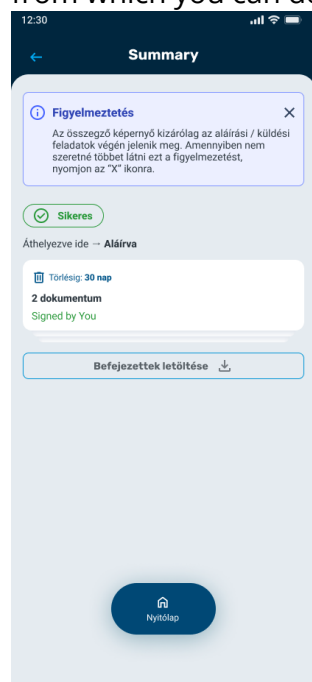 from which you can
12:30
Summary
Figyelmeztetés
Az összegző képernyő kizárólag az aláírási / küldési
feladatok végén jelenik meg. Amennyiben nem
szeretné többet látni ezt a figyelmezetést,
nyomjon az "X" ikonra.
Sikeres
Áthelyezve ide → Aláírva
Törlésig: 30 nap
2 dokumentum
Signed by You
Befejezettek letöltése
Nyitólap